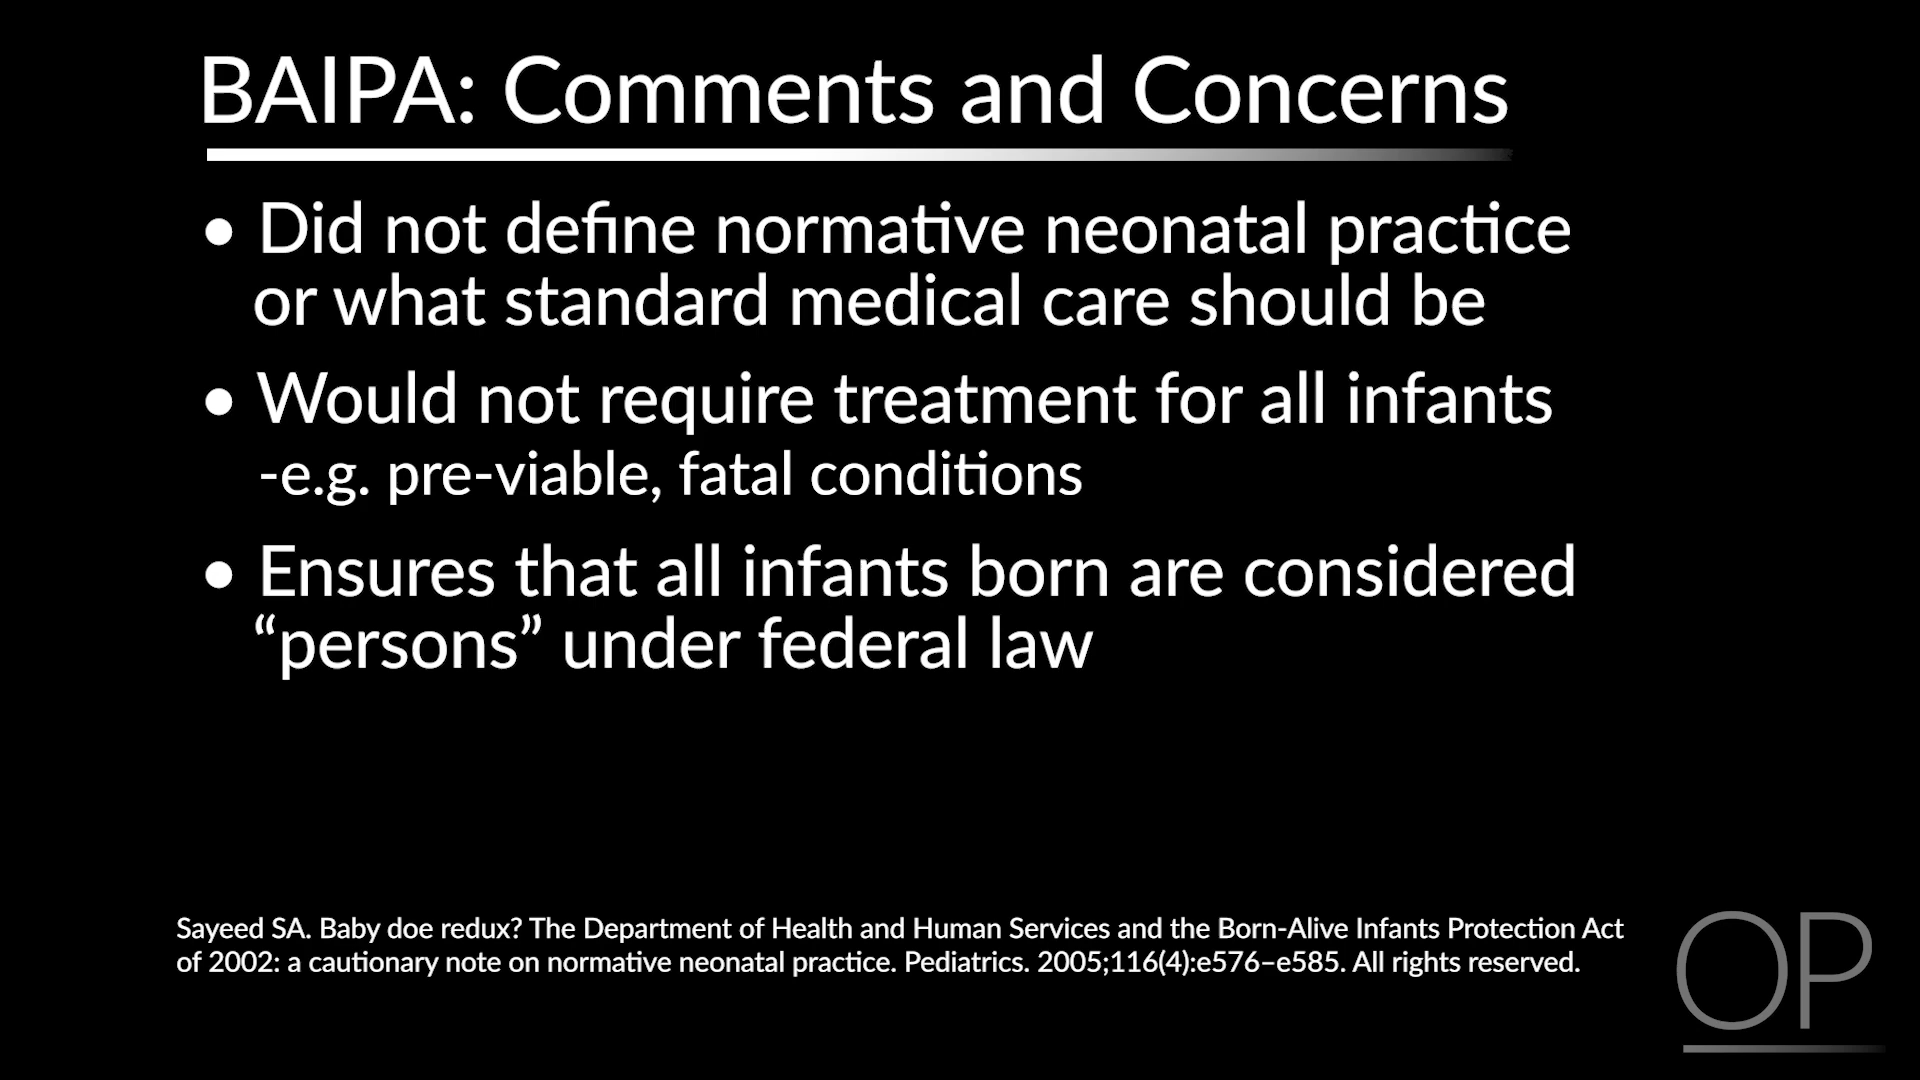 BAIPA: Comments and Concerns
• Did not define normative neonatal practice
or what standard medical care should be
• Would not require treatment for all infants
-e.g. pre-viable, fatal conditions
• Ensures that all infants born are considered
“persons” under federal law
Sayeed SA. Baby doe redux? The Department of Health and Human Services and the Born-Alive Infants Protection Act
of 2002: a cautionary note on normative neonatal practice. Pediatrics. 2005;116(4):e576–e585. All rights reserved.
OP